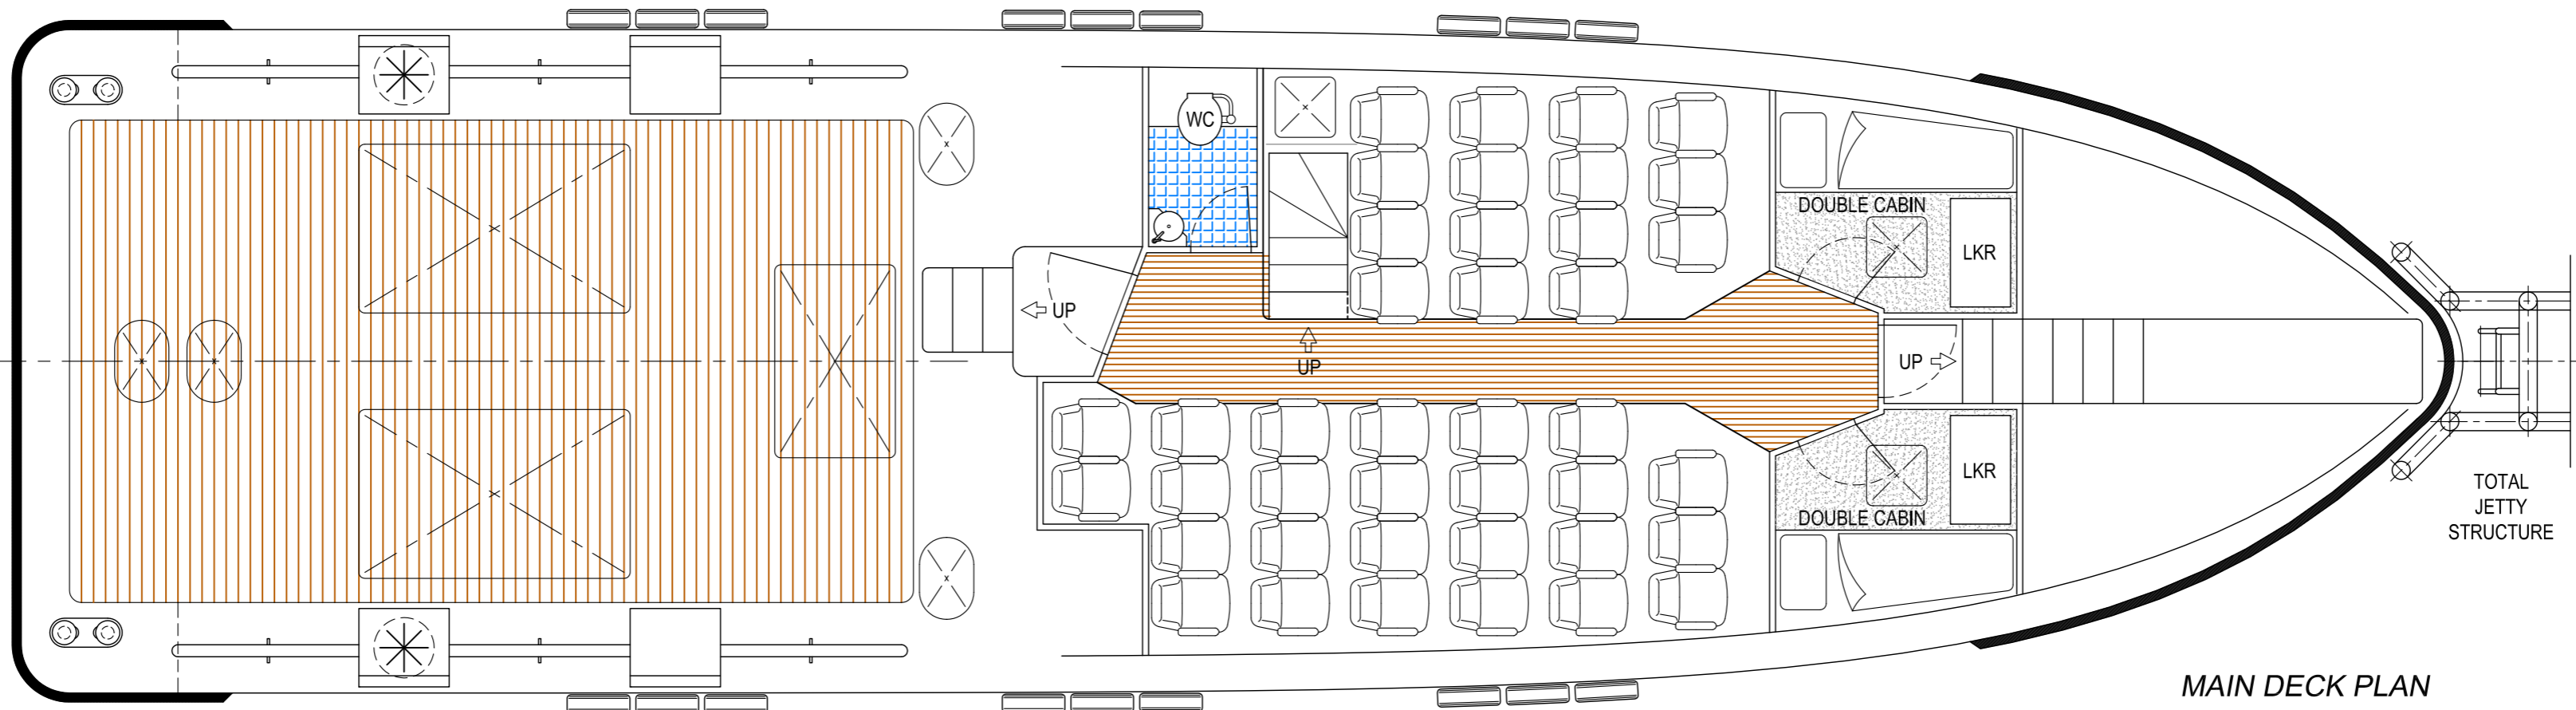 WC
DOUBLE CABIN
LKR
UP
UP
UP
LKR
DOUBLE CABIN
TOTAL
JETTY
STRUCTURE
MAIN DECK PLAN